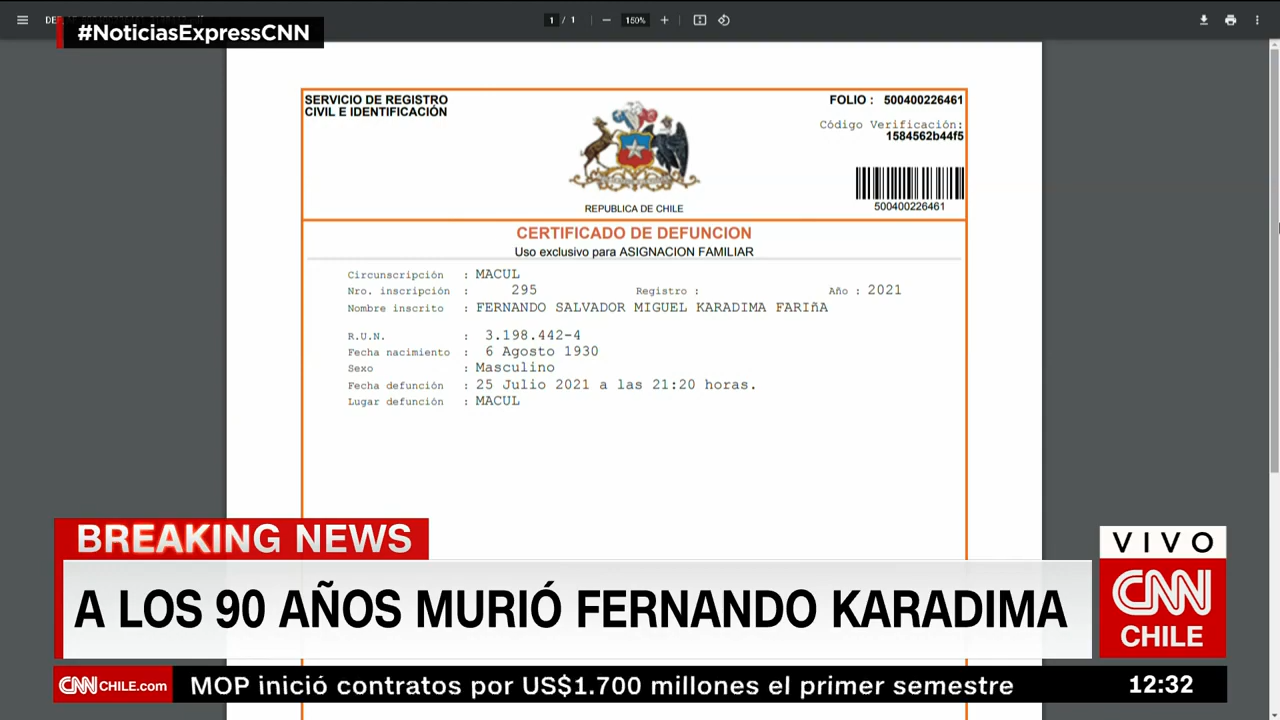 #NoticiasExpressCNN
1 / 1
150%
SERVICIO DE REGISTRO
CIVIL E IDENTIFICACIÓN
FOLIO : 500400226461
Código Verificación:
1584562b44f5
500400226461
REPUBLICA DE CHILE
CERTIFICADO DE DEFUNCION
Uso exclusivo para ASIGNACION FAMILIAR
Circunscripción : MACUL
Nro. inscripción : 295 Registro : Año : 2021
Nombre inscrito : FERNANDO SALVADOR MIGUEL KARADIMA FARIñA
R.U.N. : 3.198.442-4
Fecha nacimiento : 6 Agosto 1930
Sexo : Masculino
Fecha defunción : 25 Julio 2021 a las 21:20 horas.
Lugar defunción : MACUL
BREAKING NEWS
A LOS 90 AÑOS MURIÓ FERNANDO KARADIMA
VIVO
CNN
CHILE
CNNCHILE.com
MOP inició contratos por US$1.700 millones el primer semestre
12:32